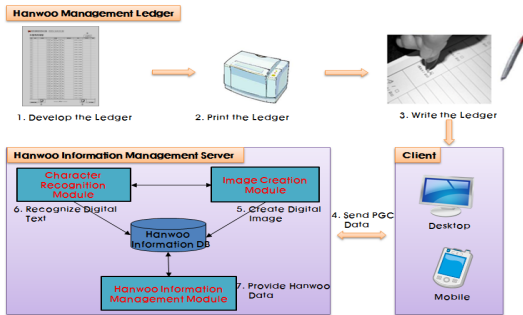 Hanwoo Management Ledger
1. Develop the Ledger
2. Print the Ledger
3. Write the Ledger
Hanwoo Information Management Server
Client
Character
Recognition
Module
Image Creation
Module
6. Recognize Digital
Text
5. Create Digital
Image
4. Send PGC
Data
Hanwoo
Information DB
Desktop
Hanwoo Information
Management Module
7. Provide Hanwoo
Data
Mobile